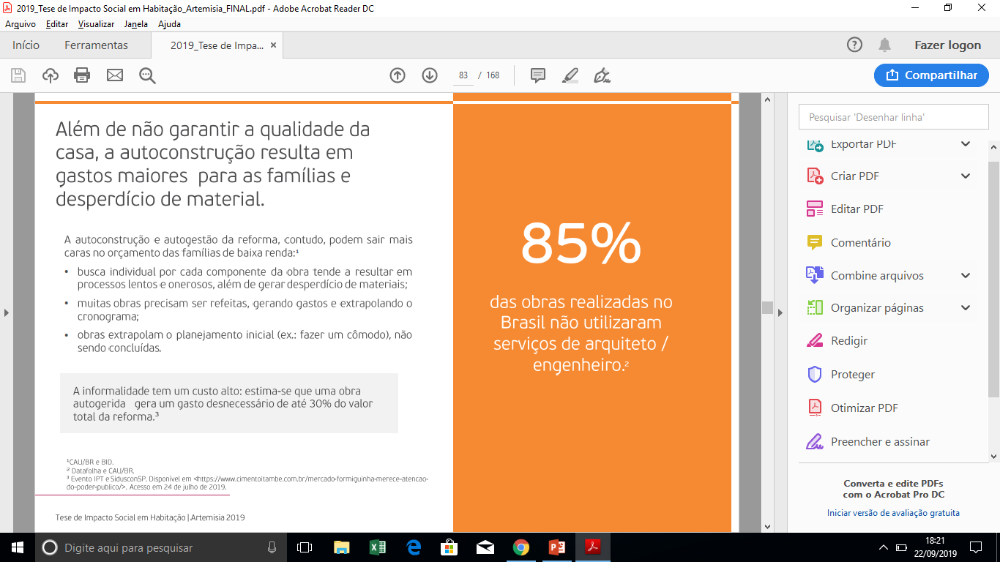 2019_Tese de Impacto Social em Habitação_Artemisia_FINAL.pdf - Adobe Acrobat Reader DC
Arquivo Editar Visualizar Janela Ajuda
Início Ferramentas 2019_Tese de Impa... × Fazer logon
83 / 168 Compartilhar
Além de não garantir a qualidade da
casa, a autoconstrução resulta em
gastos maiores para as famílias e
desperdício de material.
A autoconstrução e autogestão da reforma, contudo, podem sair mais
caras no orçamento das famílias de baixa renda:¹
• busca individual por cada componente da obra tende a resultar em
processos lentos e onerosos, além de gerar desperdício de materiais;
• muitas obras precisam ser refeitas, gerando gastos e extrapolando o
cronograma;
• obras extrapolam o planejamento inicial (ex.: fazer um cômodo), não
sendo concluídas.
A informalidade tem um custo alto: estima-se que uma obra
autogerida gera um gasto desnecessário de até 30% do valor
total da reforma.³
¹CAU/BR e BID.
² Datafolha e CAU/BR.
³ Evento IPT e SidusconSP. Disponível em <https://www.cimentoitambe.com.br/mercado-formiguinha-merece-atencao-
do-poder-publico/>. Acesso em 24 de julho de 2019.
Tese de Impacto Social em Habitação | Artemisia 2019
85%
das obras realizadas no
Brasil não utilizaram
serviços de arquiteto /
engenheiro.²
Pesquisar 'Desenhar linha'
Exportar PDF
Criar PDF
Editar PDF
Comentário
Combine arquivos
Organizar páginas
Redigir
Proteger
Otimizar PDF
Preencher e assinar
Converta e edite PDFs
com o Acrobat Pro DC
Iniciar versão de avaliação gratuita
Digite aqui para pesquisar
18:21
22/09/2019